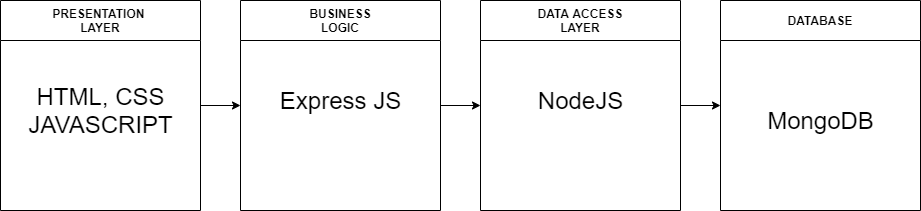 PRESENTATION
LAYER
HTML, CSS
JAVASCRIPT
BUSINESS
LOGIC
Express JS
DATA ACCESS
LAYER
NodeJS
DATABASE
MongoDB